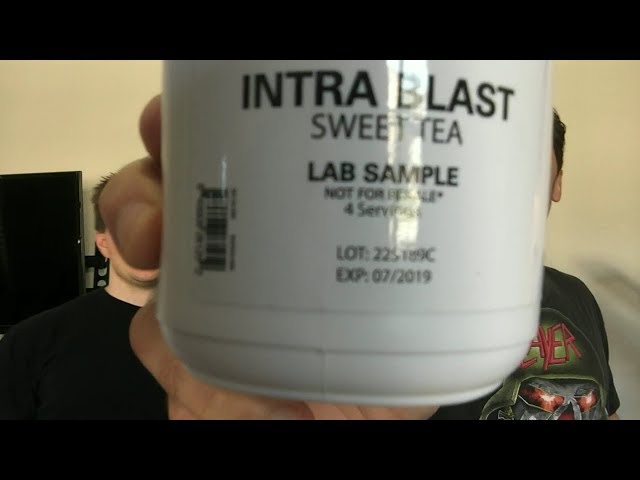 INTRA BLAST
SWEET TEA
LAB SAMPLE
NOT FOR RESALE*
4 Servings
LOT: 225189C
EXP: 07/2019